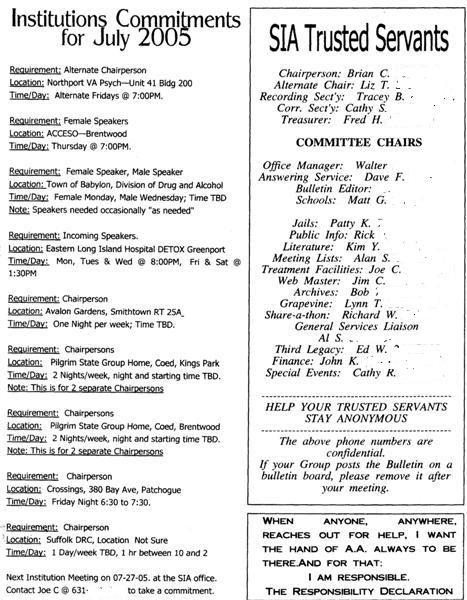 Institutions Commitments
for July 2005
Requirement: Alternate Chairperson
Location: Northport VA Psych—Unit 41 Bldg 200
Time/Day: Alternate Fridays @ 7:00PM.
Requirement: Female Speakers
Location: ACCESO—Brentwood
Time/Day: Thursday @ 7:00PM.
Requirement: Female Speaker, Male Speaker
Location: Town of Babylon, Division of Drug and Alcohol
Time/Day: Female Monday, Male Wednesday; Time TBD
Note: Speakers needed occasionally "as needed"
Requirement: Incoming Speakers.
Location: Eastern Long Island Hospital DETOX Greenport
Time/Day: Mon, Tues & Wed @ 8:00PM, Fri & Sat @
1:30PM
Requirement: Chairperson
Location: Avalon Gardens, Smithtown RT 25A
Time/Day: One Night per week; Time TBD.
Requirement: Chairpersons
Location: Pilgrim State Group Home, Coed, Kings Park
Time/Day: 2 Nights/week, night and starting time TBD.
Note: This is for 2 separate Chairpersons
Requirement: Chairpersons
Location: Pilgrim State Group Home, Coed, Brentwood
Time/Day: 2 Nights/week, night and starting time TBD.
Note: This is for 2 separate Chairpersons
Requirement: Chairperson
Location: Crossings, 380 Bay Ave, Patchogue
Time/Day: Friday Night 6:30 to 7:30.
Requirement: Chairperson
Location: Suffolk DRC, Location Not Sure
Time/Day: 1 Day/week TBD, 1 hr between 10 and 2
Next Institution Meeting on 07-27-05. at the SIA office.
Contact Joe C @ 631- to take a commitment.
SIA Trusted Servants
Chairperson: Brian C.
Alternate Chair: Liz T.
Recording Sect'y: Tracey B.
Corr. Sect'y: Cathy S.
Treasurer: Fred H.
COMMITTEE CHAIRS
Office Manager: Walter
Answering Service: Dave F.
Bulletin Editor:
Schools: Matt G.
Jails: Patty K.
Public Info: Rick
Literature: Kim Y.
Meeting Lists: Alan S.
Treatment Facilities: Joe C.
Web Master: Jim C.
Archives: Bob
Grapevine: Lynn T.
Share-a-thon: Richard W.
General Services Liaison
Al S.
Third Legacy: Ed W.
Finance: John K.
Special Events: Cathy R.
HELP YOUR TRUSTED SERVANTS
STAY ANONYMOUS
The above phone numbers are
confidential.
If your Group posts the Bulletin on a
bulletin board, please remove it after
your meeting.
WHEN ANYONE, ANYWHERE,
REACHES OUT FOR HELP, I WANT
THE HAND OF A.A. ALWAYS TO BE
THERE.AND FOR THAT:
I AM RESPONSIBLE.
THE RESPONSIBILITY DECLARATION